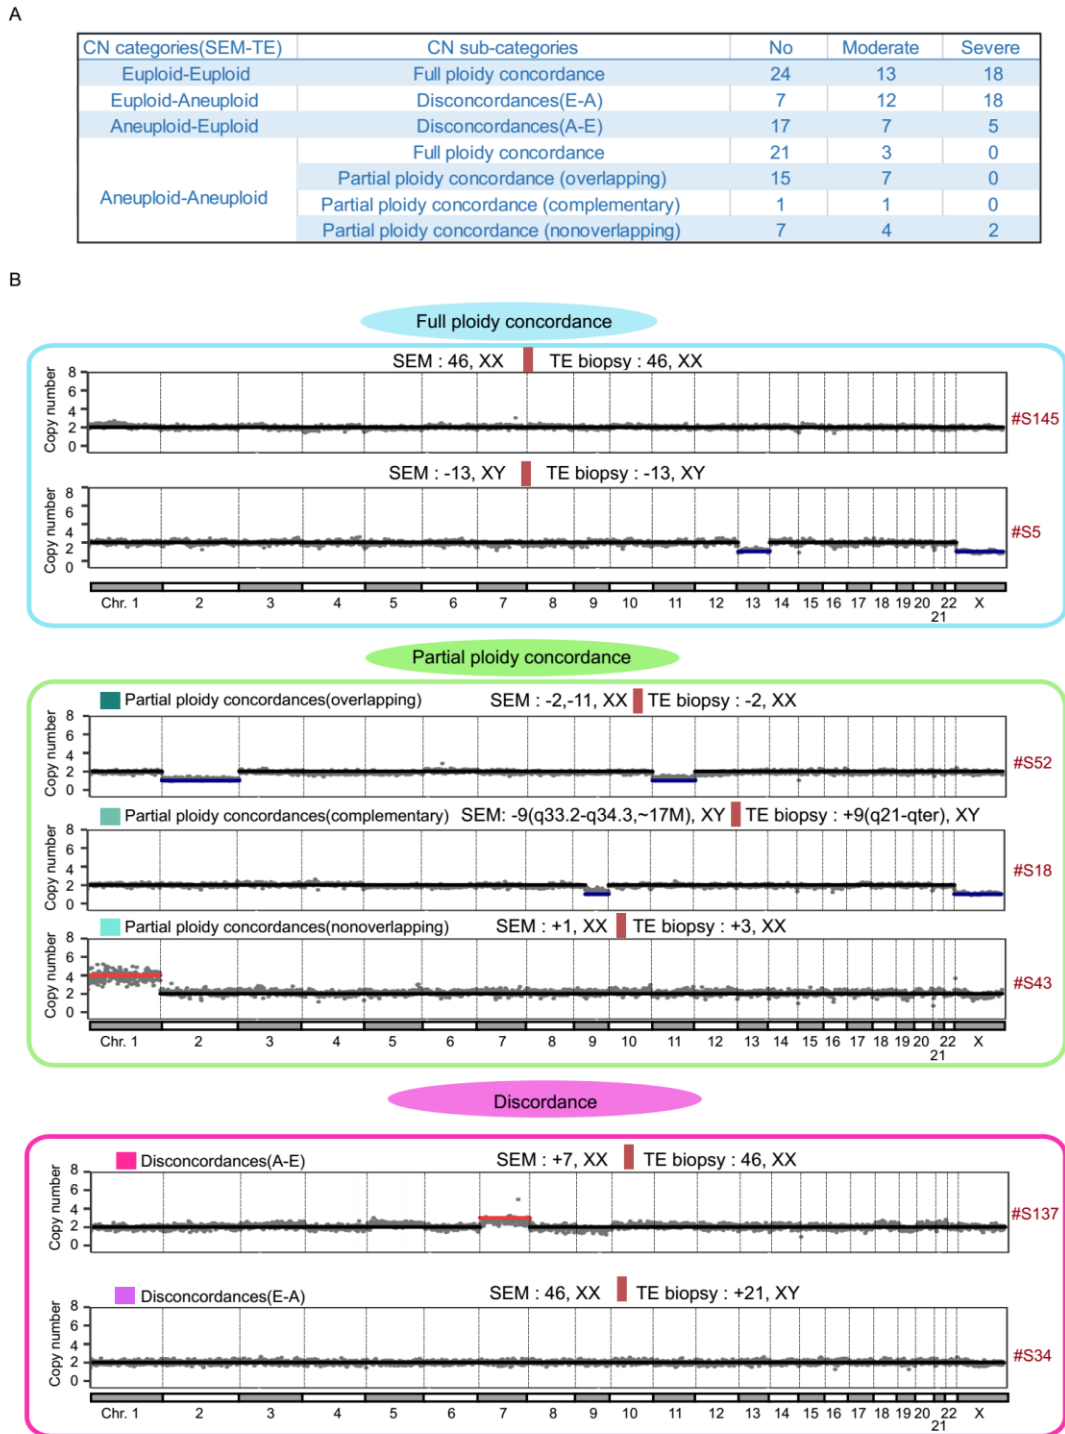 A
CN categories(SEM-TE) CN sub-categories No Moderate Severe
Euploid-Euploid Full ploidy concordance 24 13 18
Euploid-Aneuploid Disconcordances(E-A) 7 12 18
Aneuploid-Euploid Disconcordances(A-E) 17 7 5
Full ploidy concordance 21 3 0
Partial ploidy concordance (overlapping) 15 7 0
Aneuploid-Aneuploid
Partial ploidy concordance (complementary) 1 1 0
Partial ploidy concordance (nonoverlapping) 7 4 2
B
Full ploidy concordance
SEM : 46, XX TE biopsy : 46, XX
Copy number
8
6
4
2
0
#S145
SEM : -13, XY TE biopsy : -13, XY
Copy number
8
6
4
2
0
#S5
Chr. 1 2 3 4 5 6 7 8 9 10 11 12 13 14 15 16 17 18 19 20 21 22 X
Partial ploidy concordance
Partial ploidy concordances(overlapping) SEM : -2,-11, XX TE biopsy : -2, XX
Copy number
8
6
4
2
0
#S52
Partial ploidy concordances(complementary) SEM: -9(q33.2-q34.3,~17M), XY TE biopsy : +9(q21-qter), XY
Copy number
8
6
4
2
0
#S18
Partial ploidy concordances(nonoverlapping) SEM : +1, XX TE biopsy : +3, XX
Copy number
8
6
4
2
0
#S43
Chr. 1 2 3 4 5 6 7 8 9 10 11 12 13 14 15 16 17 18 19 20 21 22 X
Discordance
Disconcordances(A-E) SEM : +7, XX TE biopsy : 46, XX
Copy number
8
6
4
2
0
#S137
Disconcordances(E-A) SEM : 46, XX TE biopsy : +21, XY
Copy number
8
6
4
2
0
#S34
Chr. 1 2 3 4 5 6 7 8 9 10 11 12 13 14 15 16 17 18 19 20 21 22 X